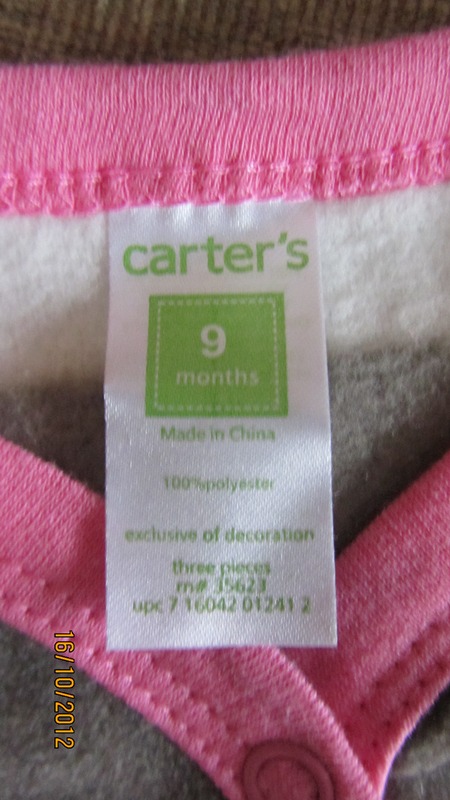 carter's
9
months
Made in China
100%polyester
exclusive of decoration
three pieces
rn# 35623
upc 7 16042 01241 2
16/10/2012